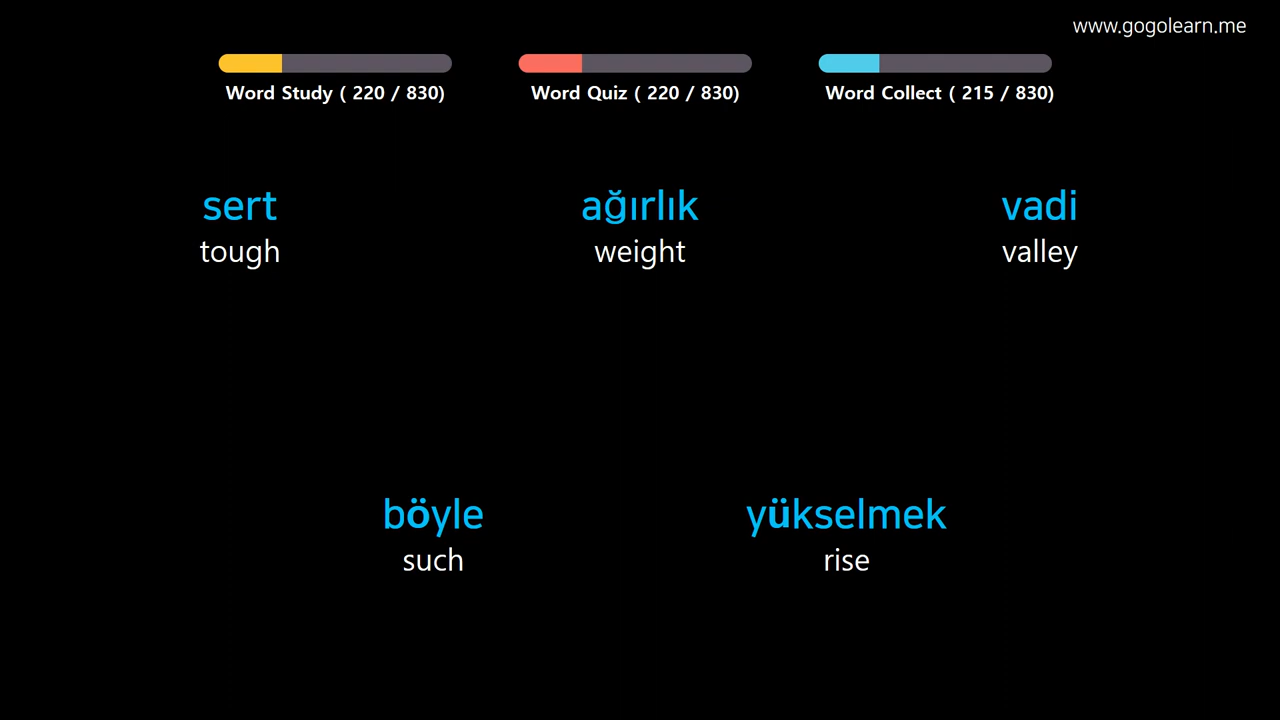 www.gogolearn.me
Word Study ( 220 / 830)
Word Quiz ( 220 / 830)
Word Collect ( 215 / 830)
sert
tough
ağırlık
weight
vadi
valley
böyle
such
yükselmek
rise